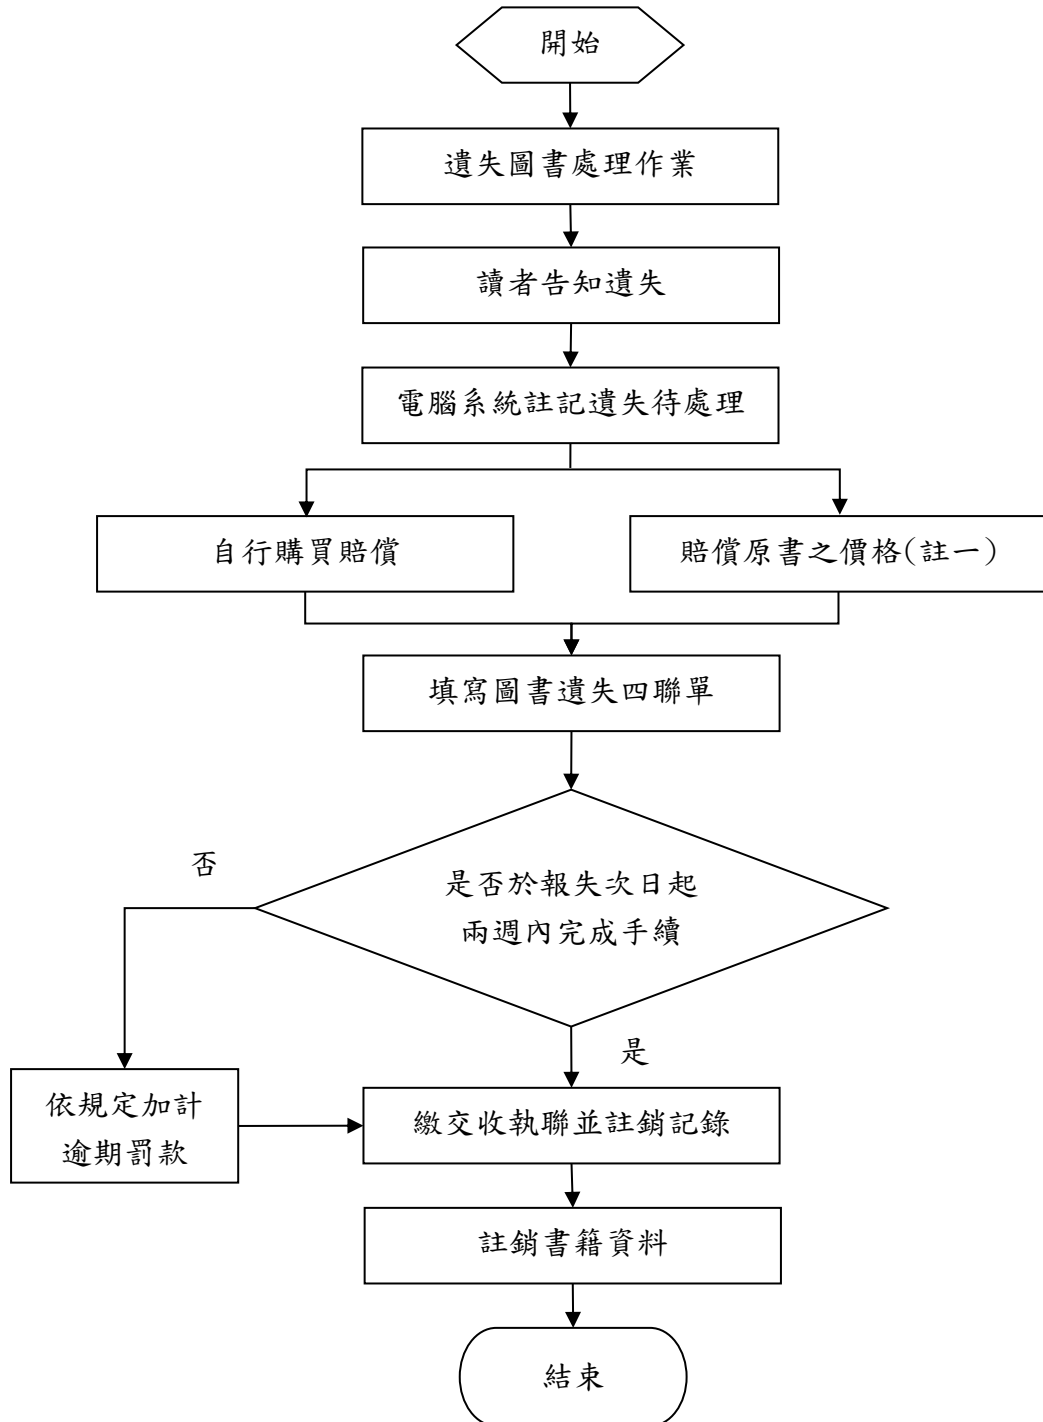 開始
遺失圖書處理作業
讀者告知遺失
電腦系統註記遺失待處理
自行購買賠償
賠償原書之價格(註一)
填寫圖書遺失四聯單
是否於報失次日起
兩週內完成手續
否
是
依規定加計
逾期罰款
繳交收執聯並註銷記錄
註銷書籍資料
結束